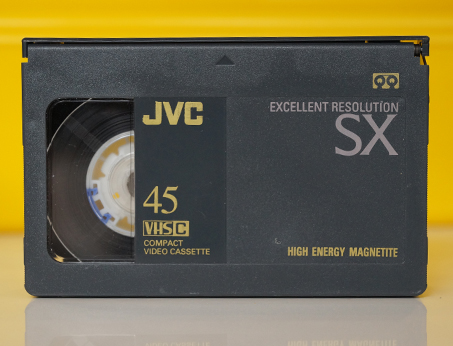 JVC
EXCELLENT RESOLUTION
SX
45
VHS C
COMPACT
VIDEO CASSETTE
HIGH ENERGY MAGNETITE